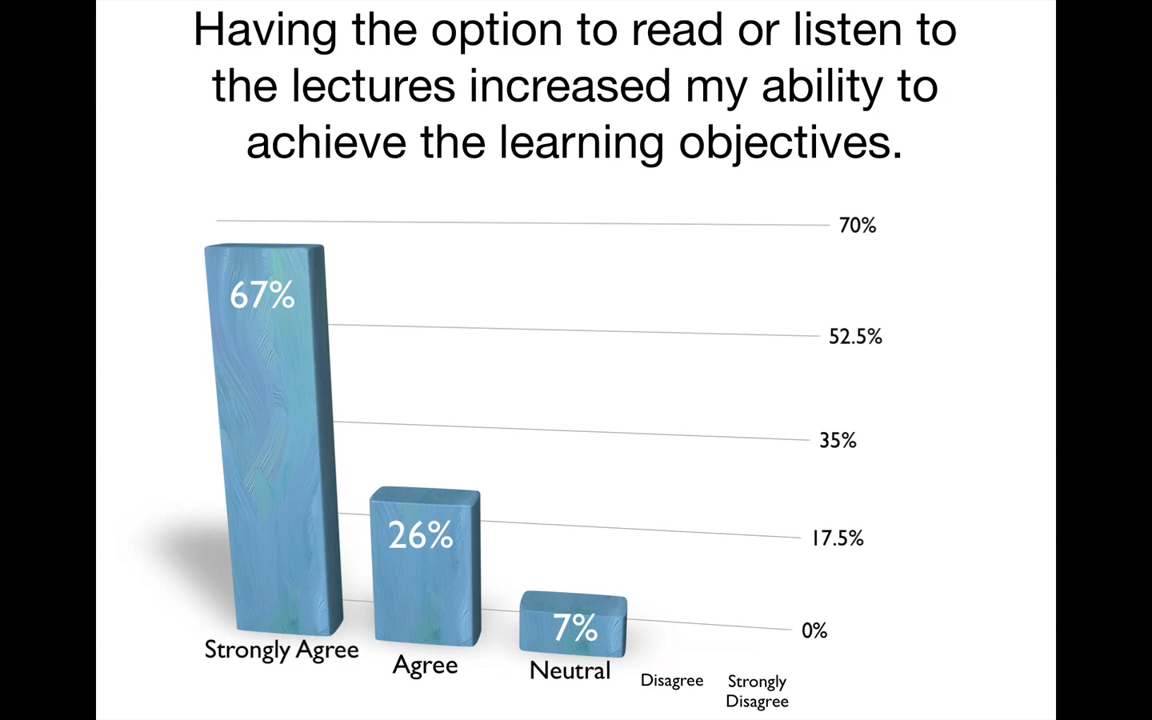 Having the option to read or listen to
the lectures increased my ability to
achieve the learning objectives.
70%
67%
52.5%
35%
26%
17.5%
7%
0%
Strongly Agree
Agree
Neutral
Disagree
Strongly
Disagree